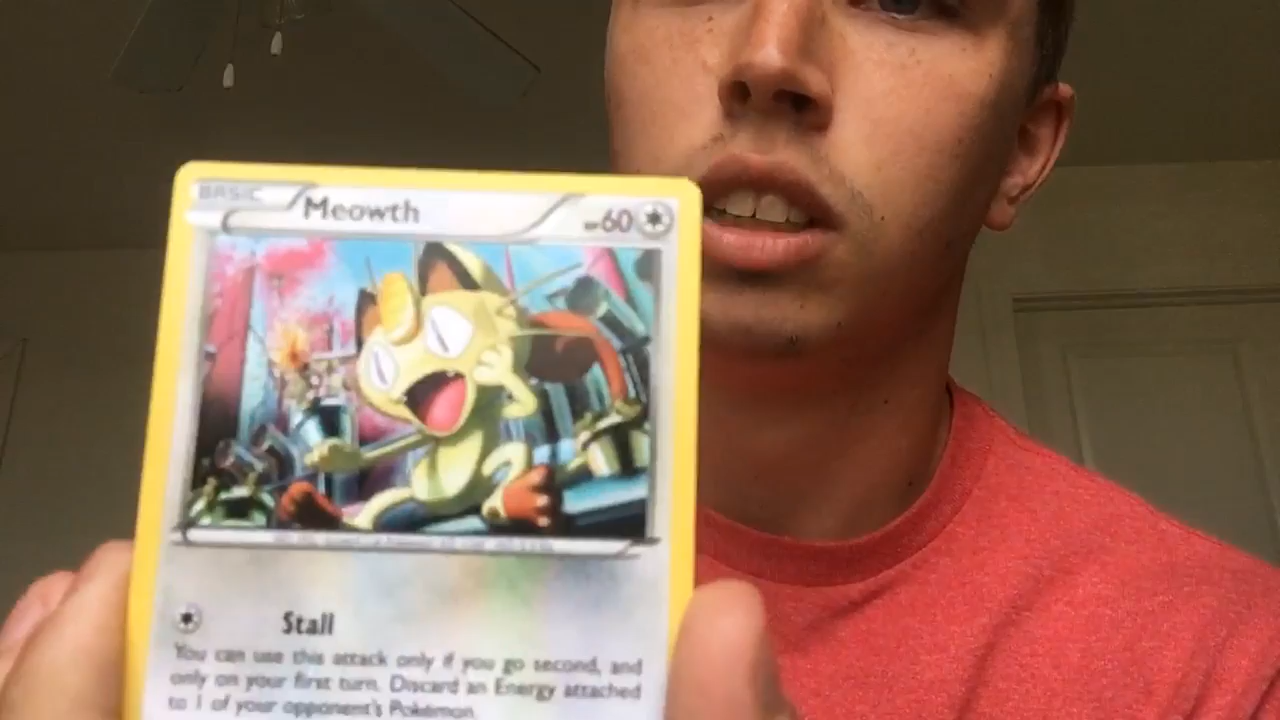 BASIC Meowth HP60
Stall
You can use this attack only if you go second, and
only on your first turn. Discard an Energy attached
to 1 of your opponent's Pokémon.